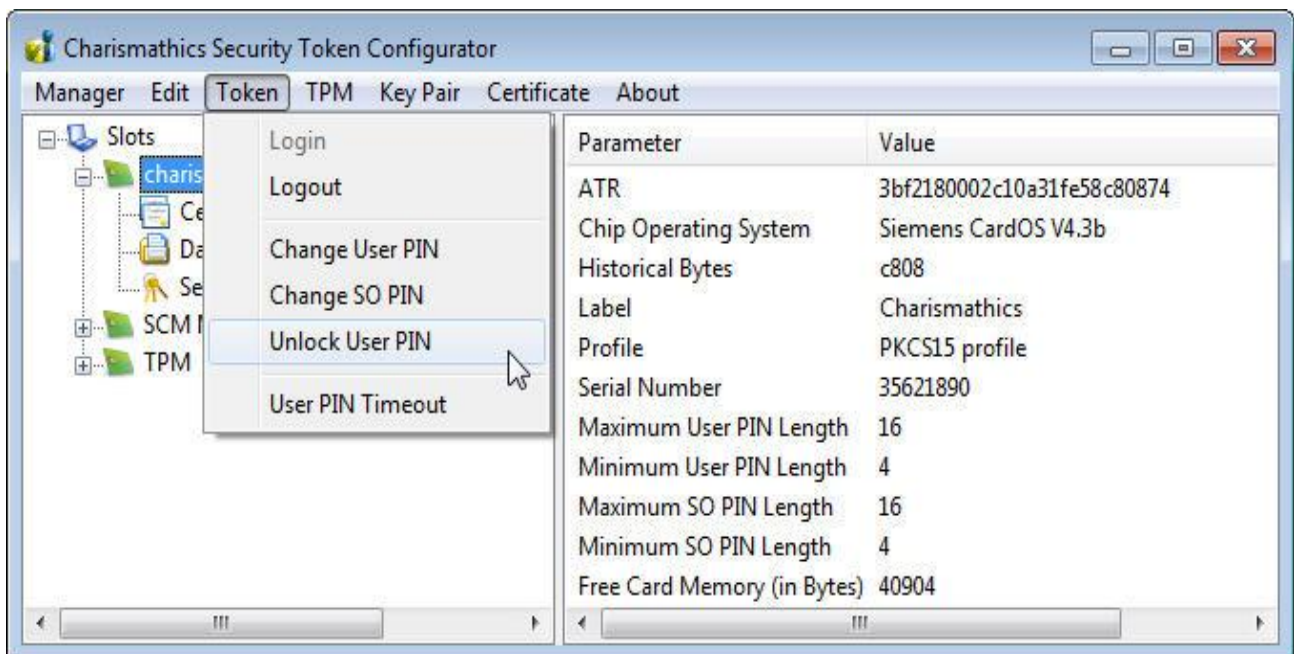 Charismathics Security Token Configurator
Manager Edit Token TPM Key Pair Certificate About
Slots
charis
Ce
Da
Se
SCM
TPM
Login
Logout
Change User PIN
Change SO PIN
Unlock User PIN
User PIN Timeout
Parameter Value
ATR 3bf2180002c10a31fe58c80874
Chip Operating System Siemens CardOS V4.3b
Historical Bytes c808
Label Charismathics
Profile PKCS15 profile
Serial Number 35621890
Maximum User PIN Length 16
Minimum User PIN Length 4
Maximum SO PIN Length 16
Minimum SO PIN Length 4
Free Card Memory (in Bytes) 40904